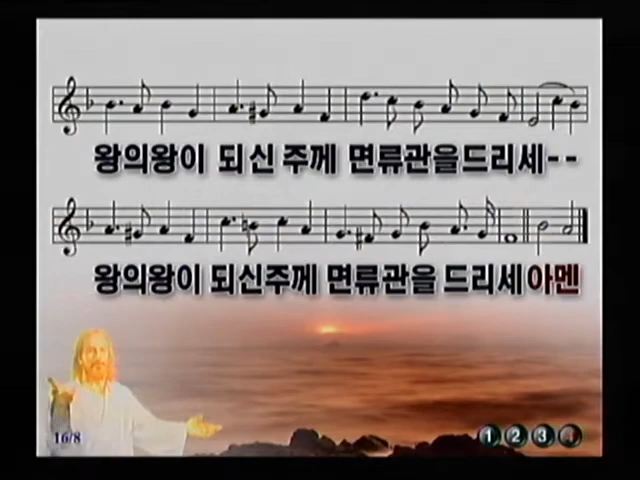 왕의왕이 되신 주께 면류관을드리세--
왕의왕이 되신주께 면류관을 드리세아멘
16/8
1 2 3 4